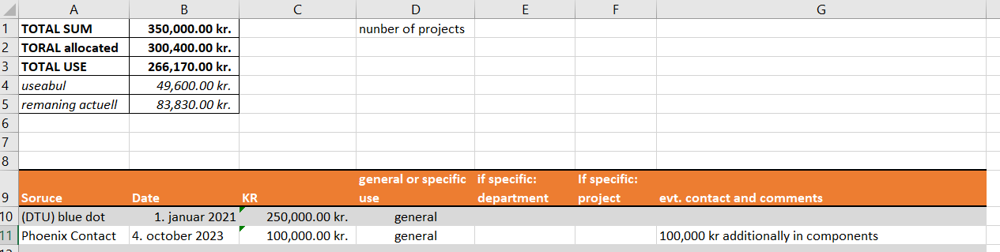 A B C D E F G
1 TOTAL SUM 350,000.00 kr. nunber of projects
2 TORAL allocated 300,400.00 kr.
3 TOTAL USE 266,170.00 kr.
4 useabul 49,600.00 kr.
5 remaning actuell 83,830.00 kr.
6
7
8
general or specific if specific: If specific:
9 Soruce Date KR use department project evt. contact and comments
10 (DTU) blue dot 1. januar 2021 250,000.00 kr. general
11 Phoenix Contact 4. october 2023 100,000.00 kr. general 100,000 kr additionally in components